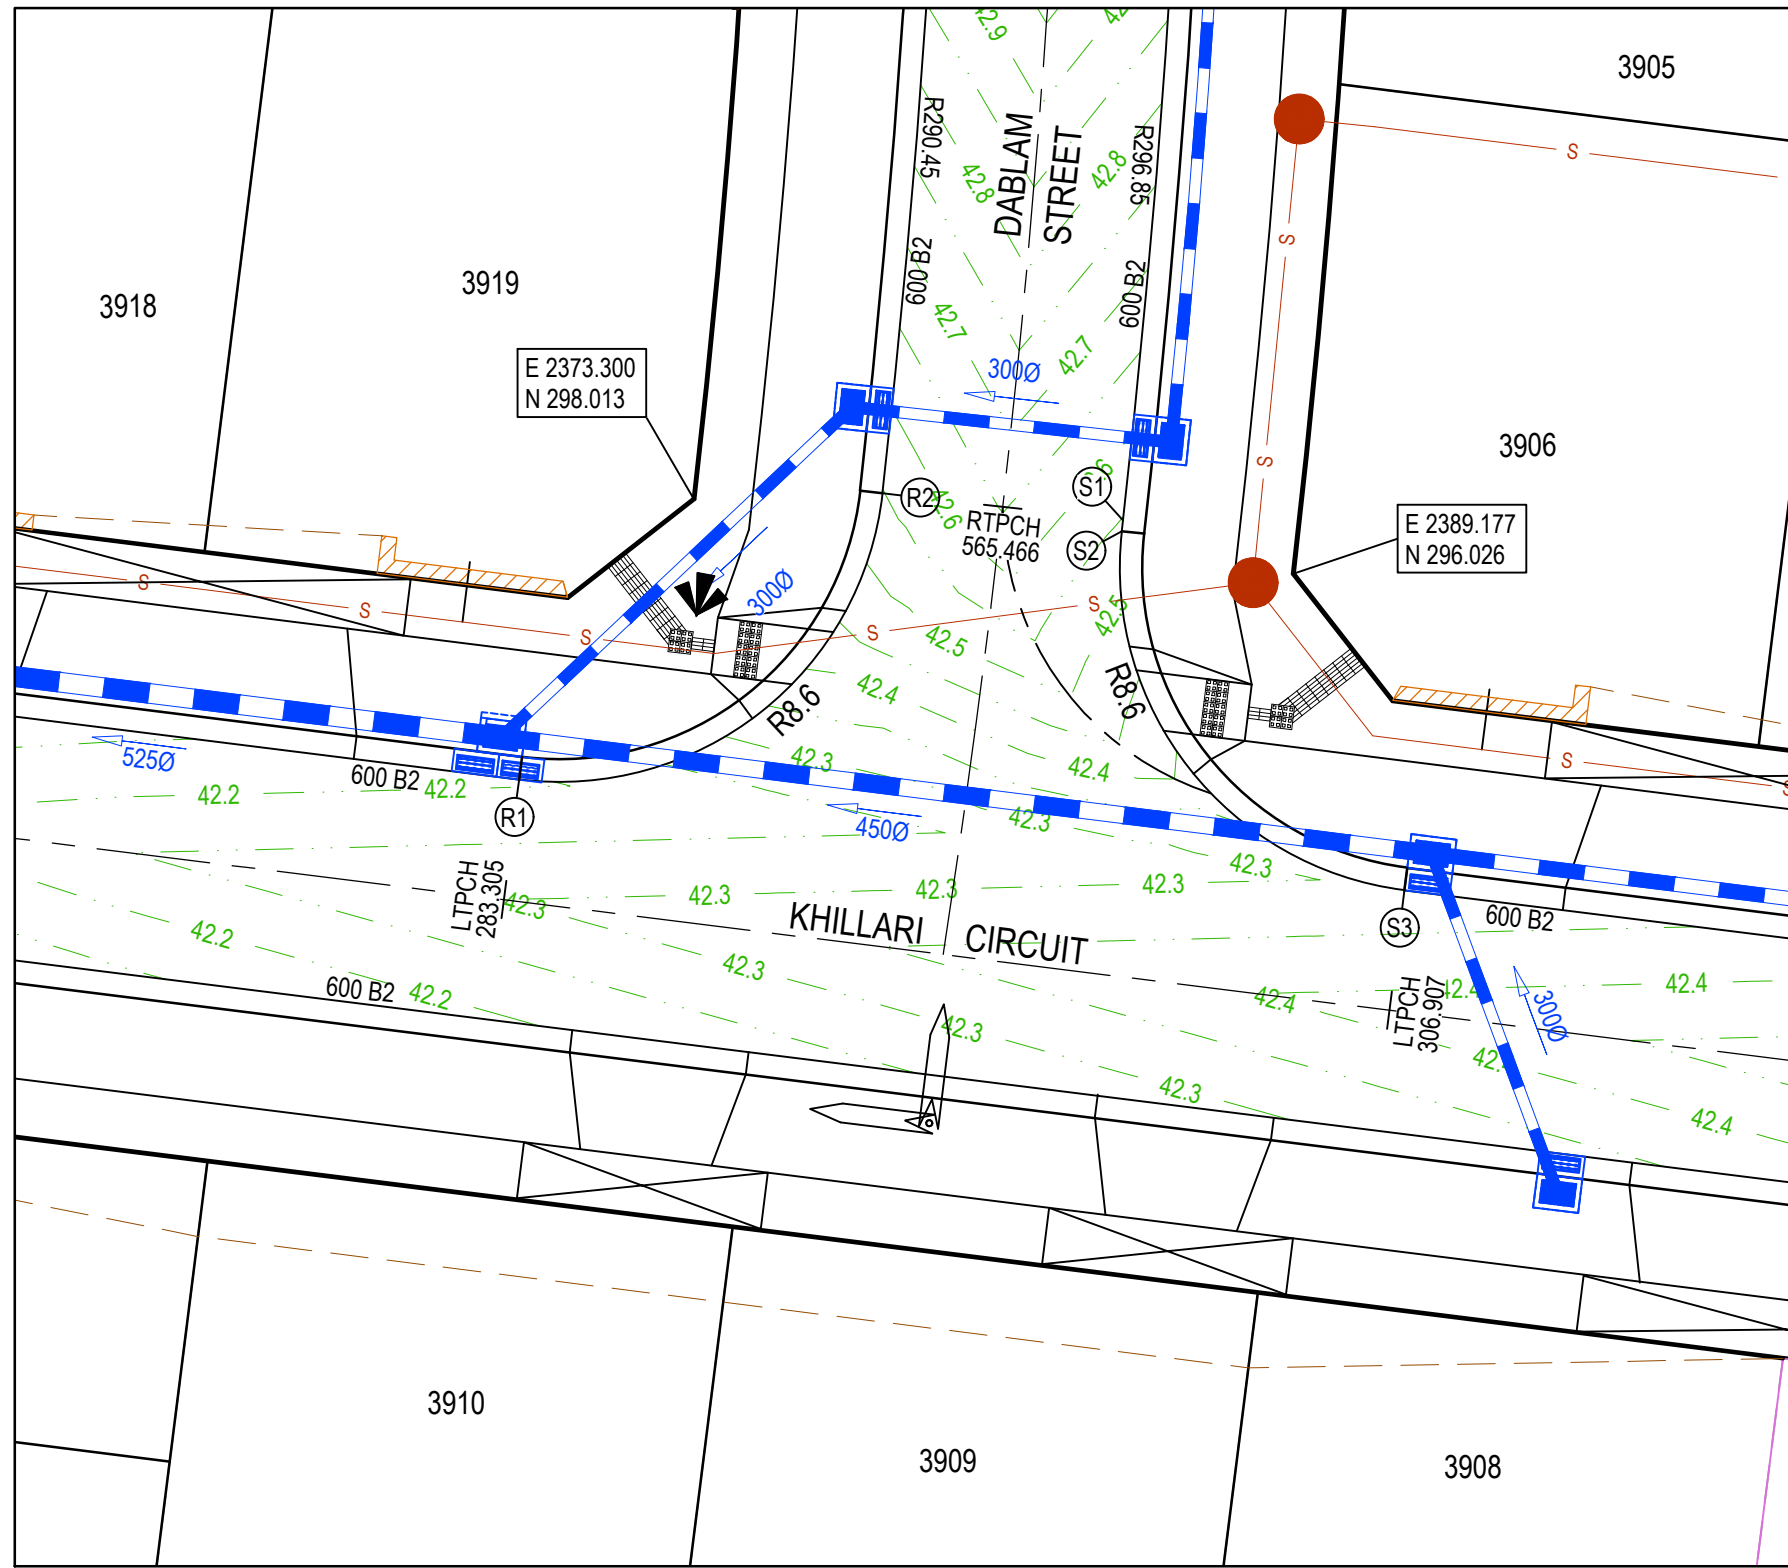 42.9
3905
R290.45
DABLAM
STREET
R296.85
42.8
42.8
S
600 B2
600 B2
S
3918
3919
42.7
42.7
E 2373.300
N 298.013
300Ø
3906
S
R2
42.6
S1
S2
RTPCH
565.466
E 2389.177
N 296.026
S
S
S
S
S
300Ø
42.5
42.5
42.4
R8.6
R8.6
525Ø
600 B2
42.2
42.2
42.3
42.4
S
S
R1
450Ø
42.3
42.3
LTPCH
283.305
42.3
42.3
42.3
42.3
KHILLARI CIRCUIT
S3
600 B2
42.2
42.3
600 B2
42.2
42.4
42.4
42.4
LTPCH
306.907
300Ø
42.3
42.3
42.4
3910
3909
3908